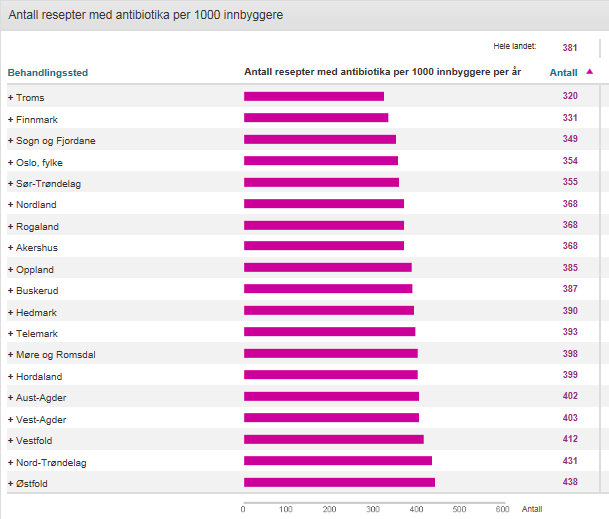 Antall resepter med antibiotika per 1000 innbyggere
Hele landet: 381
Behandlingssted Antall resepter med antibiotika per 1000 innbyggere per år Antall ▲
+ Troms 320
+ Finnmark 331
+ Sogn og Fjordane 349
+ Oslo, fylke 354
+ Sør-Trøndelag 355
+ Nordland 368
+ Rogaland 368
+ Akershus 368
+ Oppland 385
+ Buskerud 387
+ Hedmark 390
+ Telemark 393
+ Møre og Romsdal 398
+ Hordaland 399
+ Aust-Agder 402
+ Vest-Agder 403
+ Vestfold 412
+ Nord-Trøndelag 431
+ Østfold 438
0 100 200 300 400 500 600 Antall